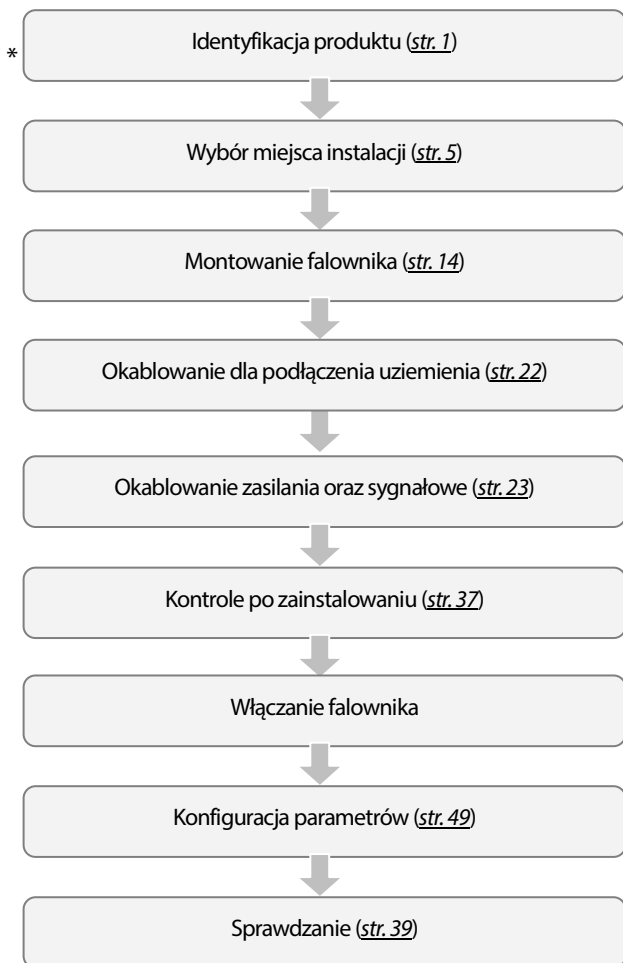 *
Identyfikacja produktu (str. 1)
Wybór miejsca instalacji (str. 5)
Montowanie falownika (str. 14)
Okablowanie dla podłączenia uziemienia (str. 22)
Okablowanie zasilania oraz sygnałowe (str. 23)
Kontrole po zainstalowaniu (str. 37)
Włączanie falownika
Konfiguracja parametrów (str. 49)
Sprawdzanie (str. 39)